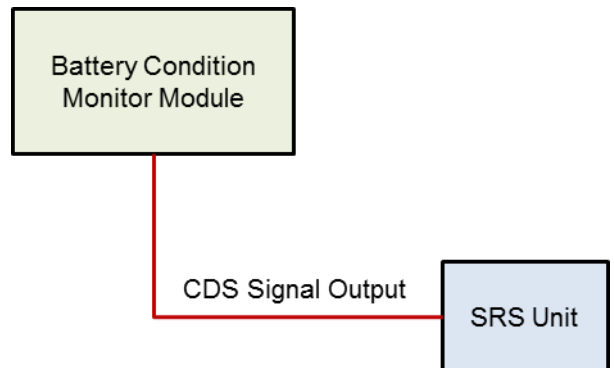 Battery Condition
Monitor Module
CDS Signal Output
SRS Unit